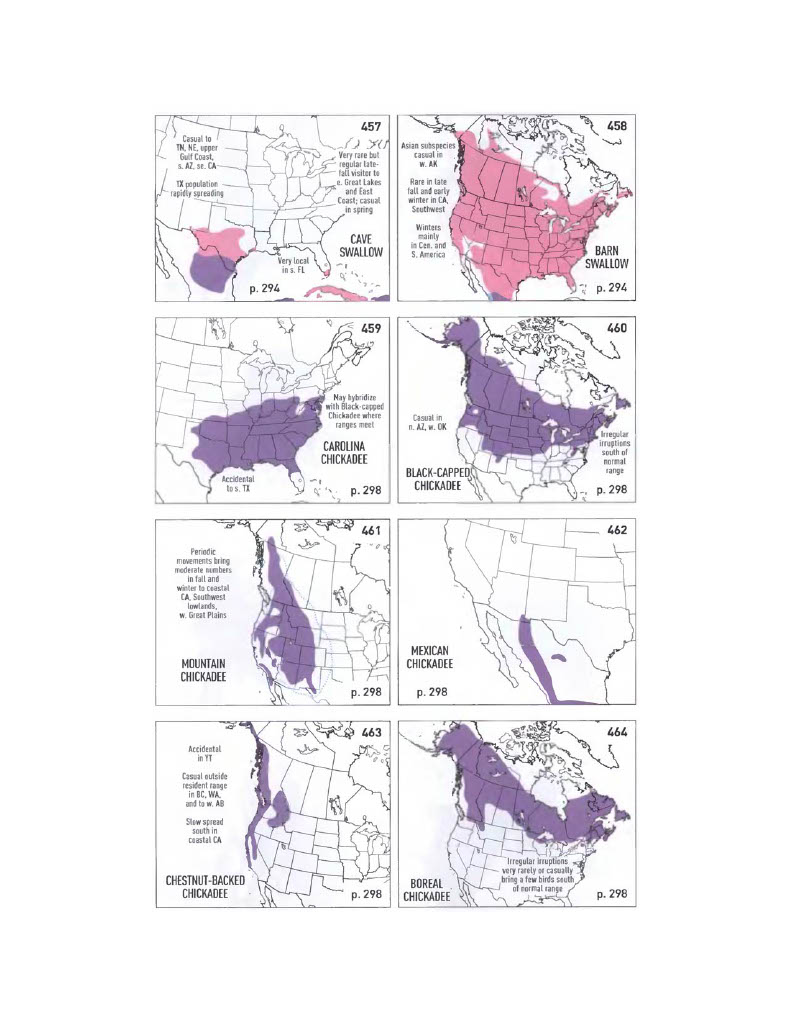 457
Casual to
TN, NE, upper
Gulf Coast,
s. AZ, se. CA
TX population
rapidly spreading
Very rare but
regular late-
fall visitor to
e. Great Lakes
and East
Coast; casual
in spring
CAVE
SWALLOW
Very local
in s. FL
p. 294
458
Asian subspecies
casual in
w. AK
Rare in late
fall and early
winter in CA,
Southwest
Winters
mainly
in Cen. and
S. America
BARN
SWALLOW
p. 294
459
May hybridize
with Black-capped
Chickadee where
ranges meet
CAROLINA
CHICKADEE
Accidental
to s. TX
p. 298
460
Casual in
n. AZ, w. OK
Irregular
irruptions
south of
normal
range
BLACK-CAPPED
CHICKADEE
p. 298
461
Periodic
movements bring
moderate numbers
in fall and
winter to coastal
CA, Southwest
lowlands,
w. Great Plains
MOUNTAIN
CHICKADEE
p. 298
462
MEXICAN
CHICKADEE
p. 298
463
Accidental
in YT
Casual outside
resident range
in BC, WA,
and to w. AB
Slow spread
south in
coastal CA
CHESTNUT-BACKED
CHICKADEE
p. 298
464
Irregular irruptions
very rarely or casually
bring a few birds south
of normal range
BOREAL
CHICKADEE
p. 298